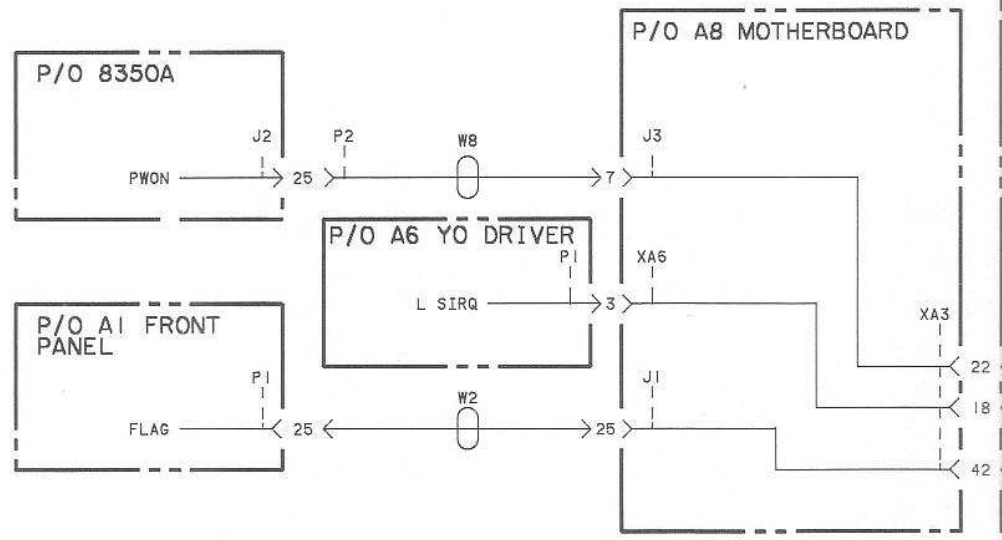 P/O A8 MOTHERBOARD
P/O 8350A
J2 P2 W8 J3
PWON 25 7
P/O A6 YO DRIVER
P1 XA6
L SIRQ 3
XA3
P/O A1 FRONT
PANEL
22
P1 W2 J1
18
FLAG 25 25
42